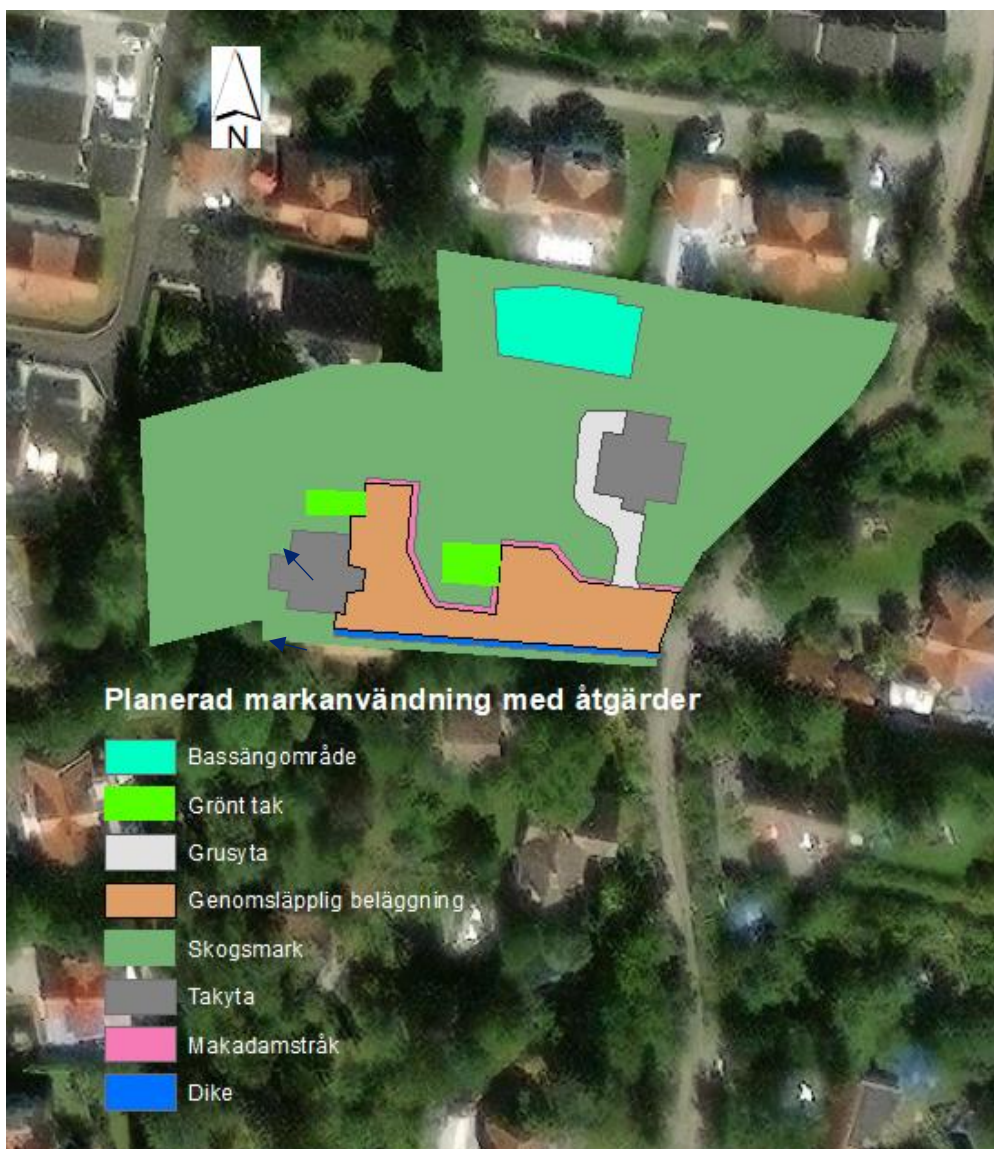 N
Planerad markanvändning med åtgärder
Bassängområde
Grönt tak
Grusyta
Genomsläpplig beläggning
Skogsmark
Takyta
Makadamstråk
Dike